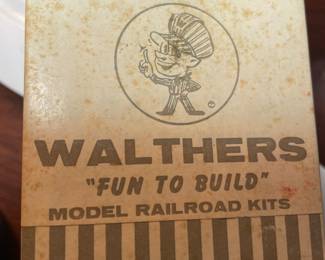 WALTHERS
"FUN TO BUILD"
MODEL RAILROAD KITS